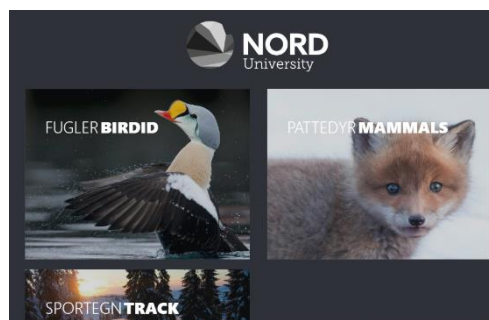 NORD
University
FUGLER BIRDID
PATTEDYR MAMMALS
SPORTEGN TRACK